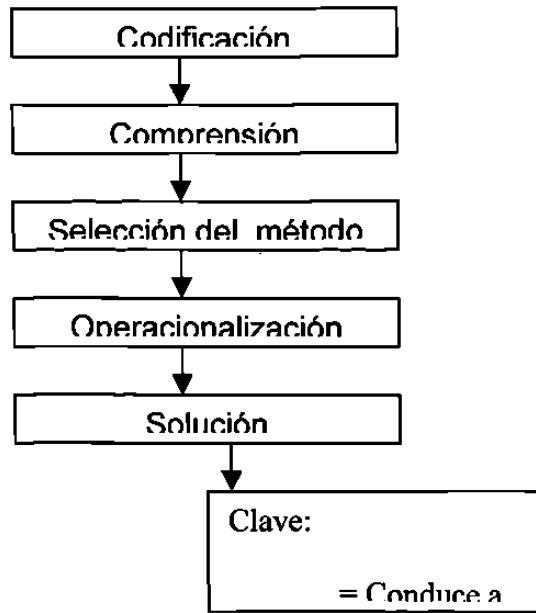 Codificación
Comprensión
Selección del método
Operacionalización
Solución
Clave:
= Conduce a